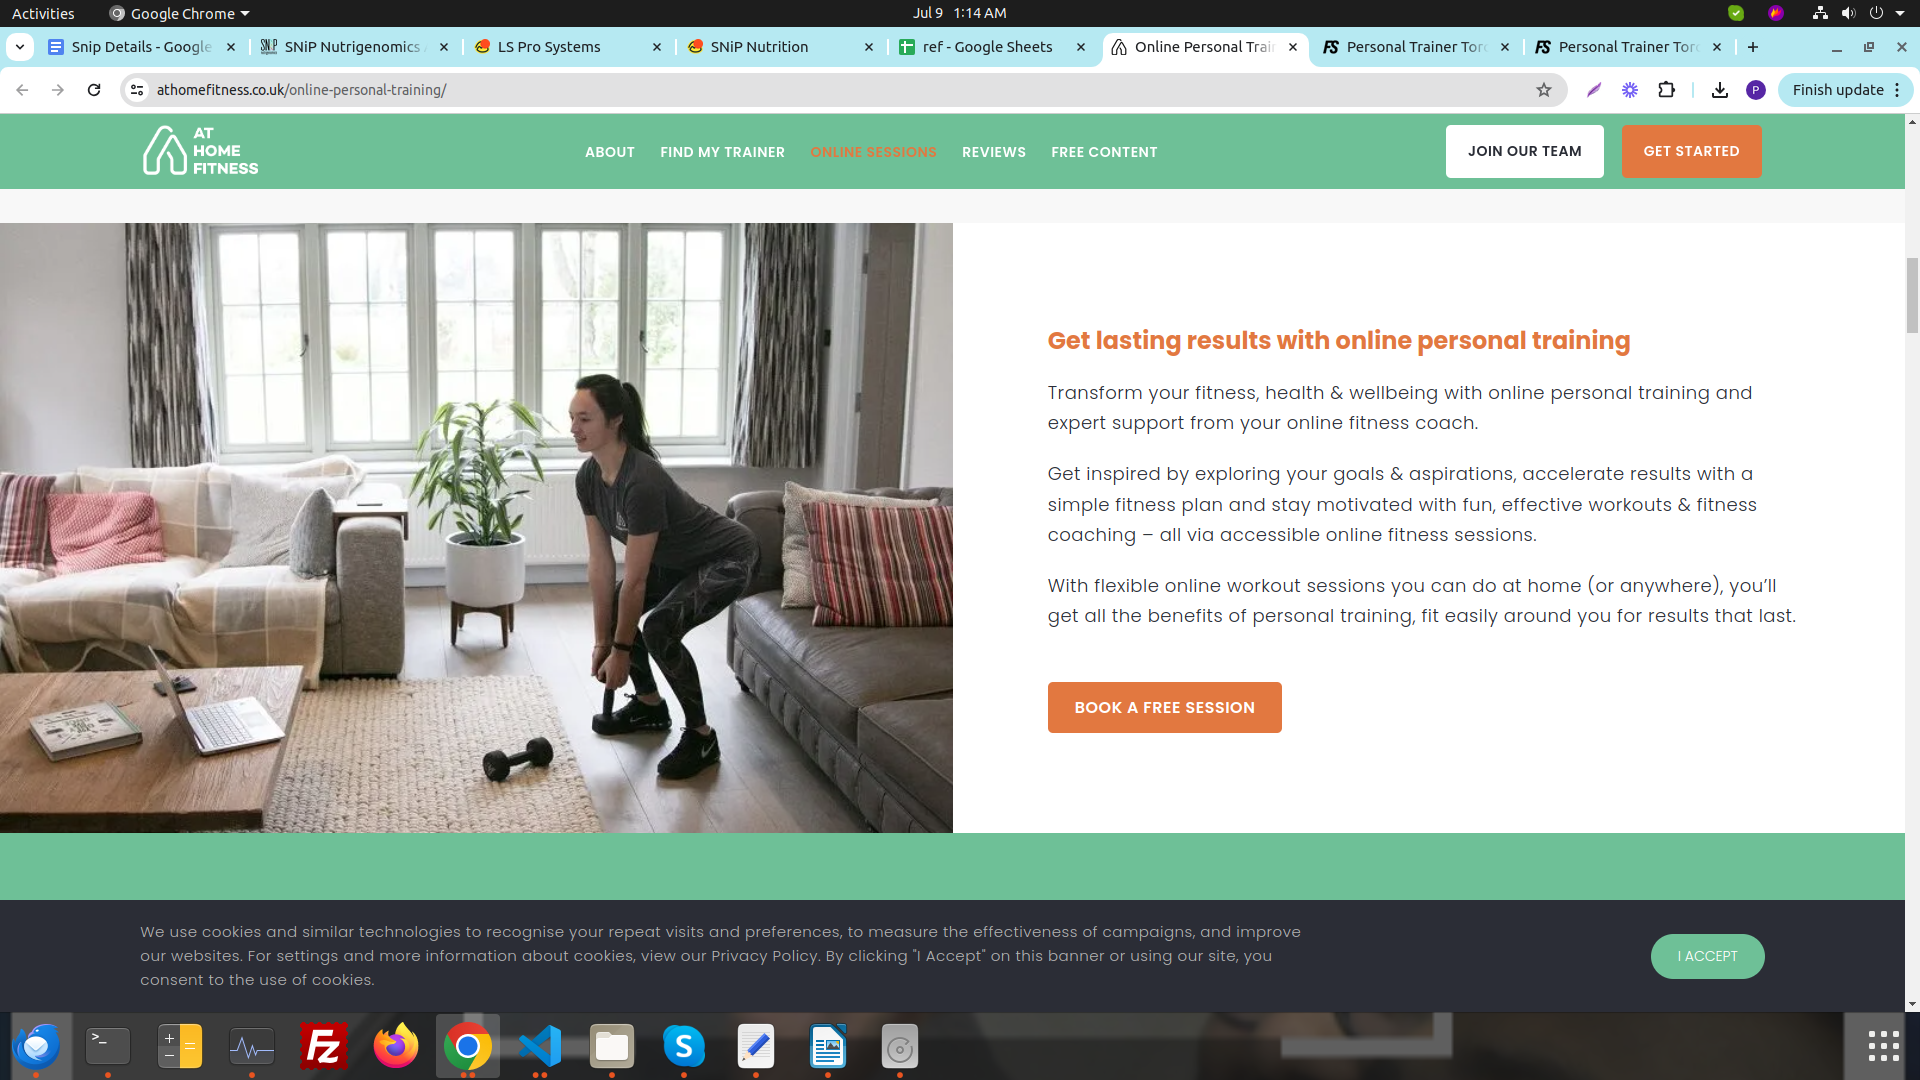 Activities
Google Chrome
Jul 9 1:14 AM
Snip Details - Google
SNiP Nutrigenomics
LS Pro Systems
SNiP Nutrition
ref - Google Sheets
Online Personal Train
Personal Trainer Toro
Personal Trainer Toro
athomefitness.co.uk/online-personal-training/
P
Finish update
AT
HOME
FITNESS
ABOUT
FIND MY TRAINER
ONLINE SESSIONS
REVIEWS
FREE CONTENT
JOIN OUR TEAM
GET STARTED
Get lasting results with online personal training
Transform your fitness, health & wellbeing with online personal training and
expert support from your online fitness coach.
Get inspired by exploring your goals & aspirations, accelerate results with a
simple fitness plan and stay motivated with fun, effective workouts & fitness
coaching – all via accessible online fitness sessions.
With flexible online workout sessions you can do at home (or anywhere), you’ll
get all the benefits of personal training, fit easily around you for results that last.
BOOK A FREE SESSION
We use cookies and similar technologies to recognise your repeat visits and preferences, to measure the effectiveness of campaigns, and improve
our websites. For settings and more information about cookies, view our Privacy Policy. By clicking "I Accept" on this banner or using our site, you
consent to the use of cookies.
I ACCEPT